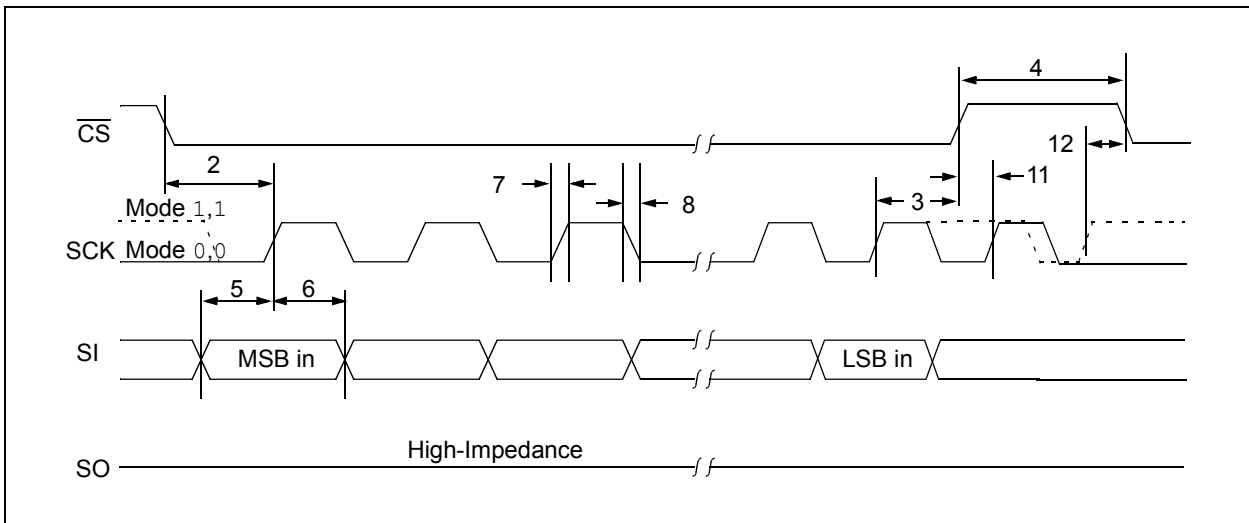 4
CS
12
2
7
11
8
3
Mode 1,1
SCK Mode 0,0
5
6
SI
MSB in
LSB in
High-Impedance
SO